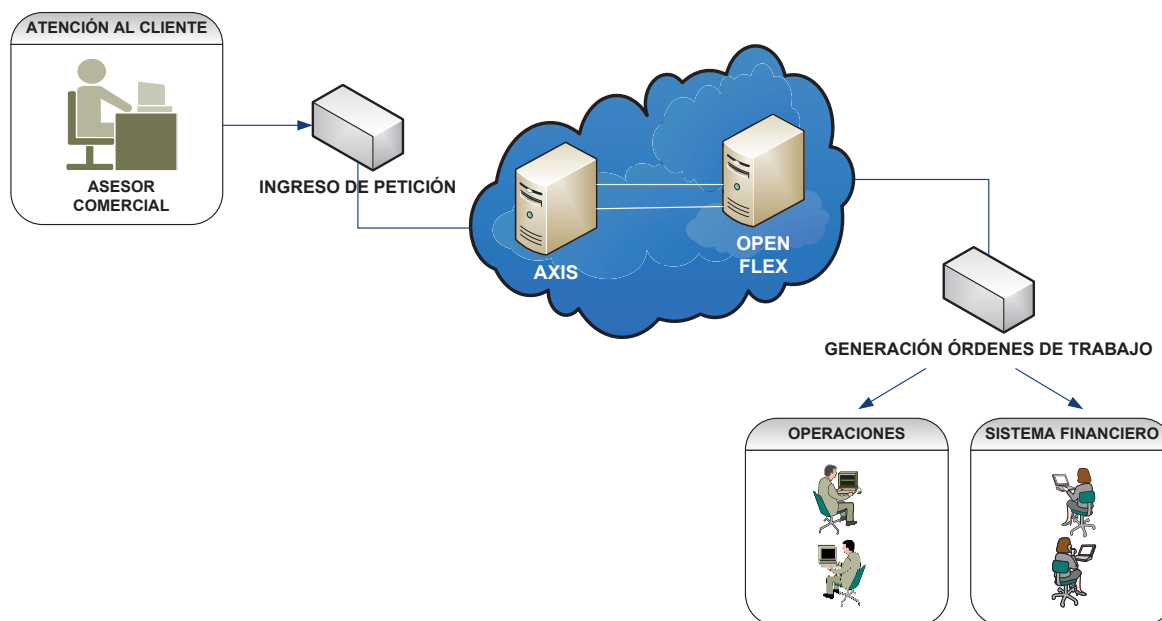 ATENCIÓN AL CLIENTE
ASESOR
COMERCIAL
INGRESO DE PETICIÓN
AXIS
OPEN
FLEX
GENERACIÓN ÓRDENES DE TRABAJO
OPERACIONES
SISTEMA FINANCIERO